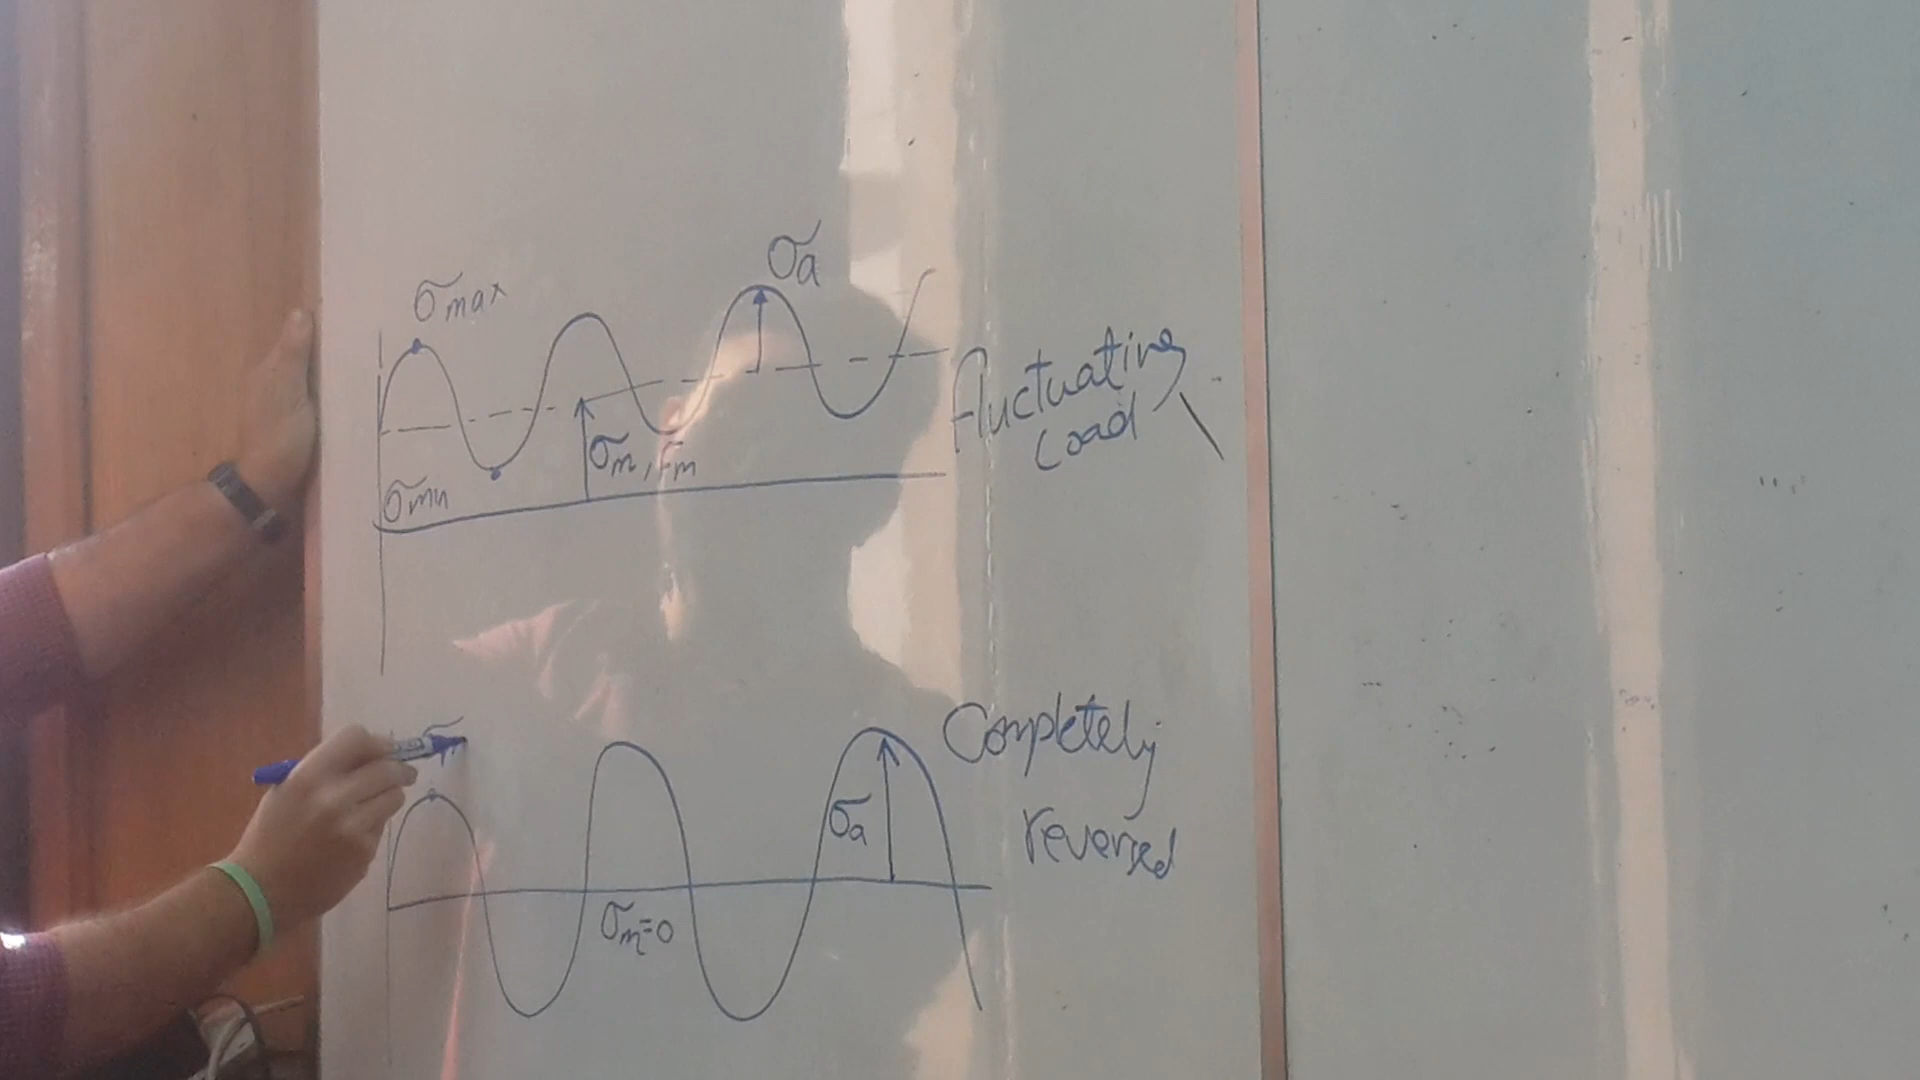 σa
σmax
Fluctuating
Load
σm, Fm
σmin
σ
Completely
reversed
σa
σm=0